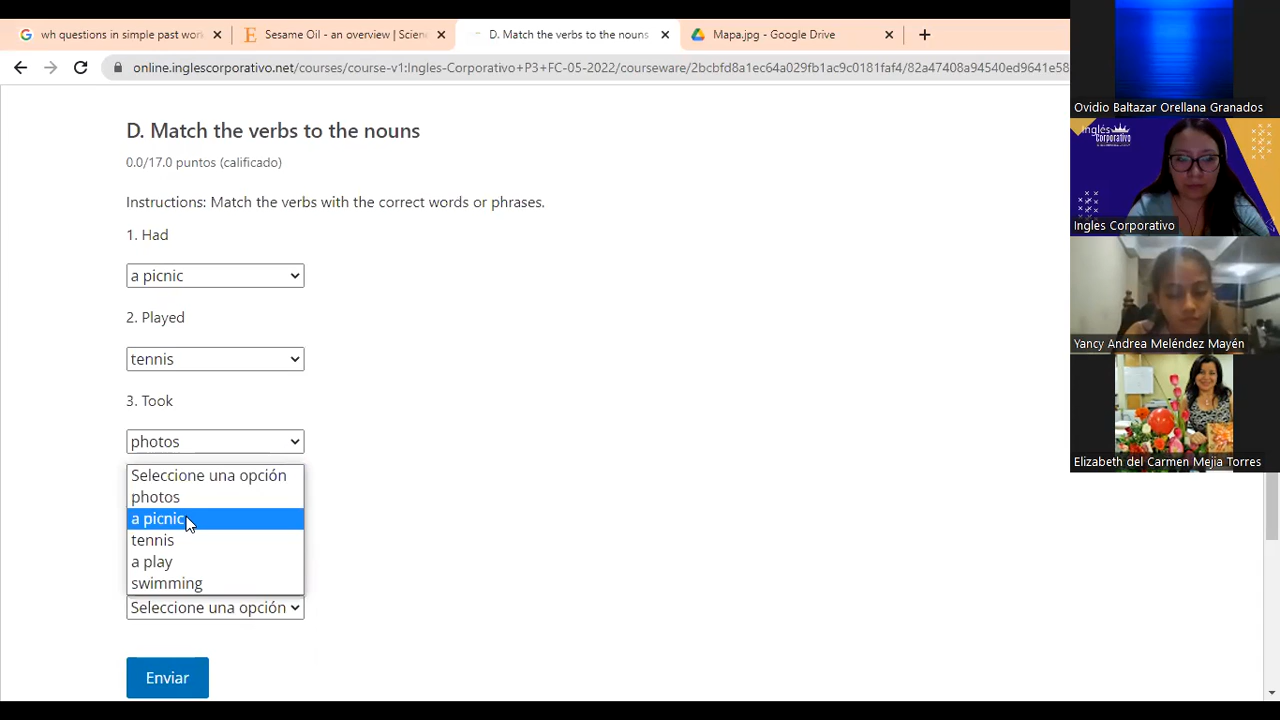 wh questions in simple past wor
Sesame Oil - an overview | Scien
D. Match the verbs to the nouns
Mapa.jpg - Google Drive
online.inglescorporativo.net/courses/course-v1:Ingles-Corporativo+P3+FC-05-2022/courseware/2bcbfd8a1ec64a029fb1ac9c0181faf4/82a47408a94540ed9641e58
D. Match the verbs to the nouns
0.0/17.0 puntos (calificado)
Instructions: Match the verbs with the correct words or phrases.
1. Had
a picnic
2. Played
tennis
3. Took
photos
Seleccione una opción
photos
a picnic
tennis
a play
swimming
Seleccione una opción
Enviar
Ovidio Baltazar Orellana Granados
Inglés
Corporativo
Ingles Corporativo
Yancy Andrea Meléndez Mayén
Elizabeth del Carmen Mejia Torres